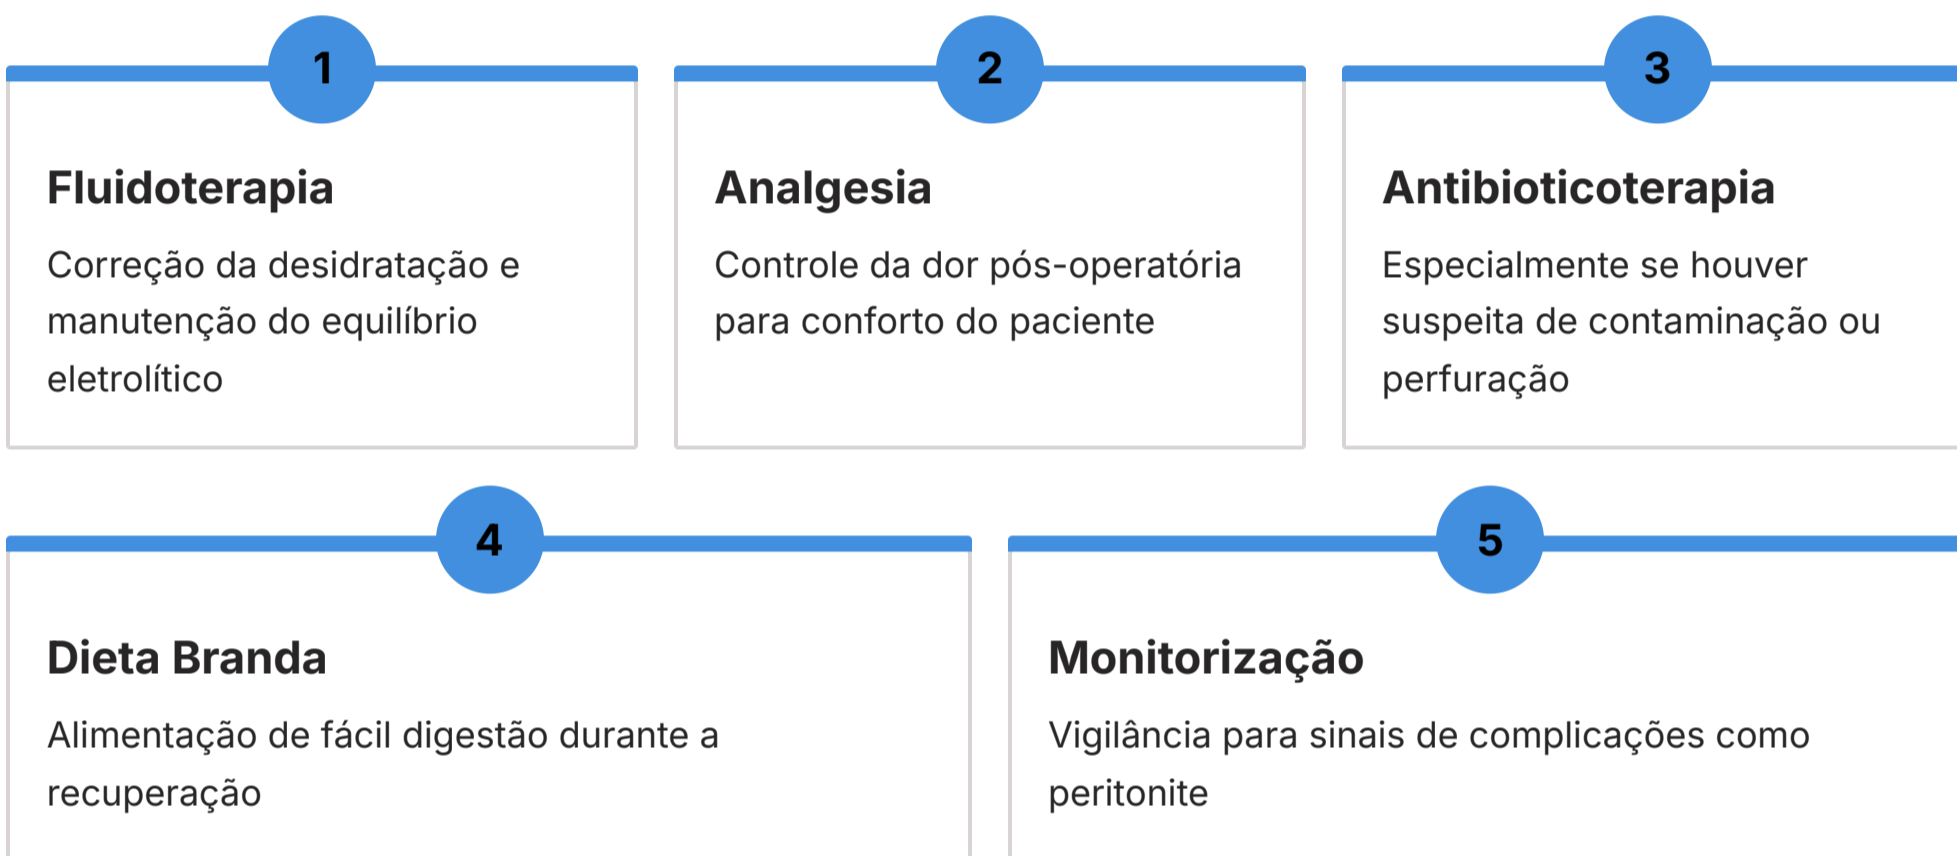 1
Fluidoterapia
Correção da desidratação e
manutenção do equilíbrio
eletrolítico
2
Analgesia
Controle da dor pós-operatória
para conforto do paciente
3
Antibioticoterapia
Especialmente se houver
suspeita de contaminação ou
perfuração
4
Dieta Branda
Alimentação de fácil digestão durante a
recuperação
5
Monitorização
Vigilância para sinais de complicações como
peritonite